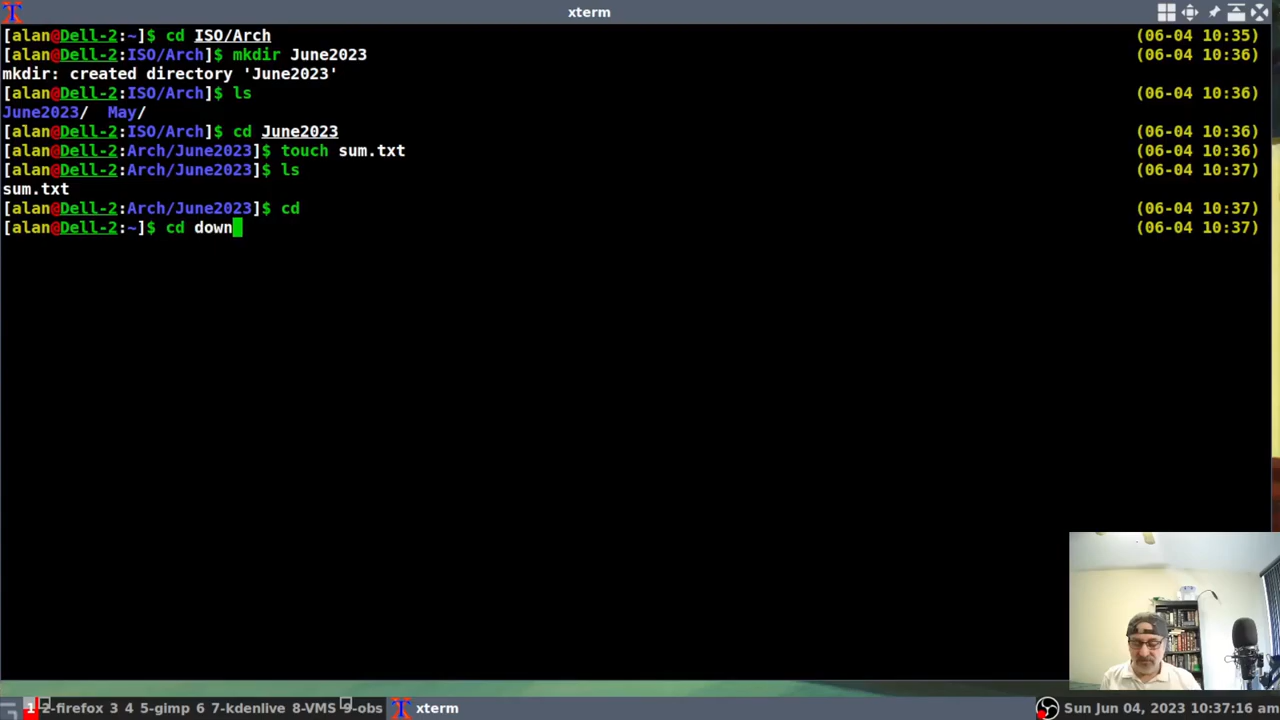 xterm
[alan@Dell-2:~]$ cd ISO/Arch (06-04 10:35)
[alan@Dell-2:ISO/Arch]$ mkdir June2023 (06-04 10:36)
mkdir: created directory 'June2023'
[alan@Dell-2:ISO/Arch]$ ls (06-04 10:36)
June2023/  May/
[alan@Dell-2:ISO/Arch]$ cd June2023 (06-04 10:36)
[alan@Dell-2:Arch/June2023]$ touch sum.txt (06-04 10:36)
[alan@Dell-2:Arch/June2023]$ ls (06-04 10:37)
sum.txt
[alan@Dell-2:Arch/June2023]$ cd (06-04 10:37)
[alan@Dell-2:~]$ cd down (06-04 10:37)
1 2-firefox 3 4 5-gimp 6 7-kdenlive 8-VMS 9-obs xterm Sun Jun 04, 2023 10:37:16 am